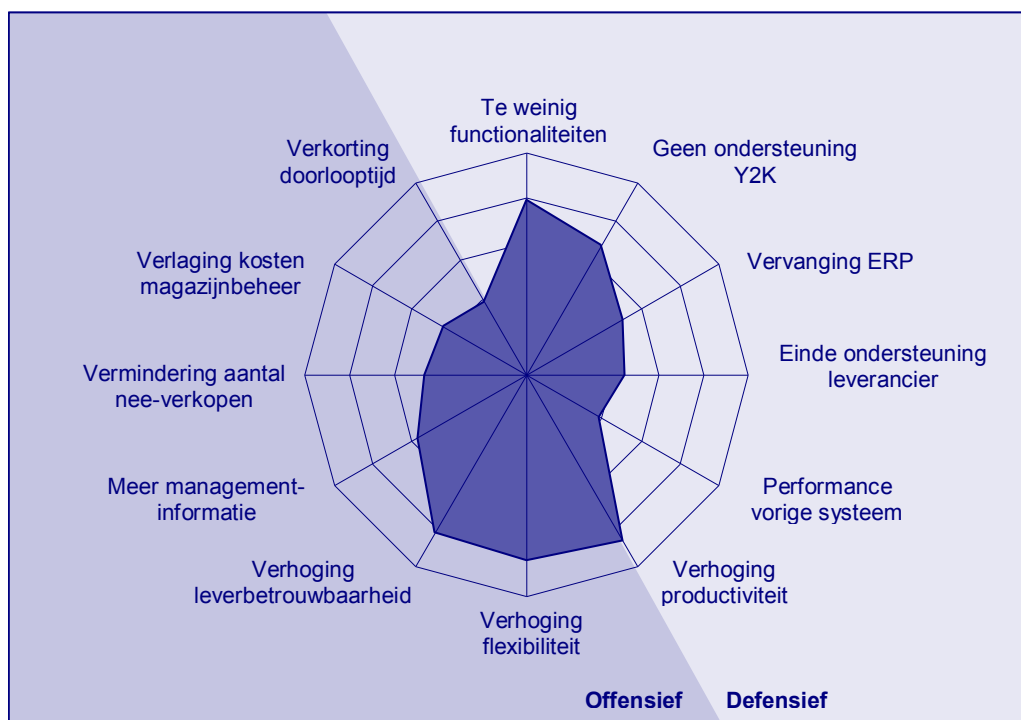 Te weinig
functionaliteiten
Geen ondersteuning
Y2K
Vervanging ERP
Einde ondersteuning
leverancier
Performance
vorige systeem
Verhoging
productiviteit
Verhoging
flexibiliteit
Verhoging
leverbetrouwbaarheid
Meer management-
informatie
Vermindering aantal
nee-verkopen
Verlaging kosten
magazijnbeheer
Verkorting
doorlooptijd
Offensief
Defensief